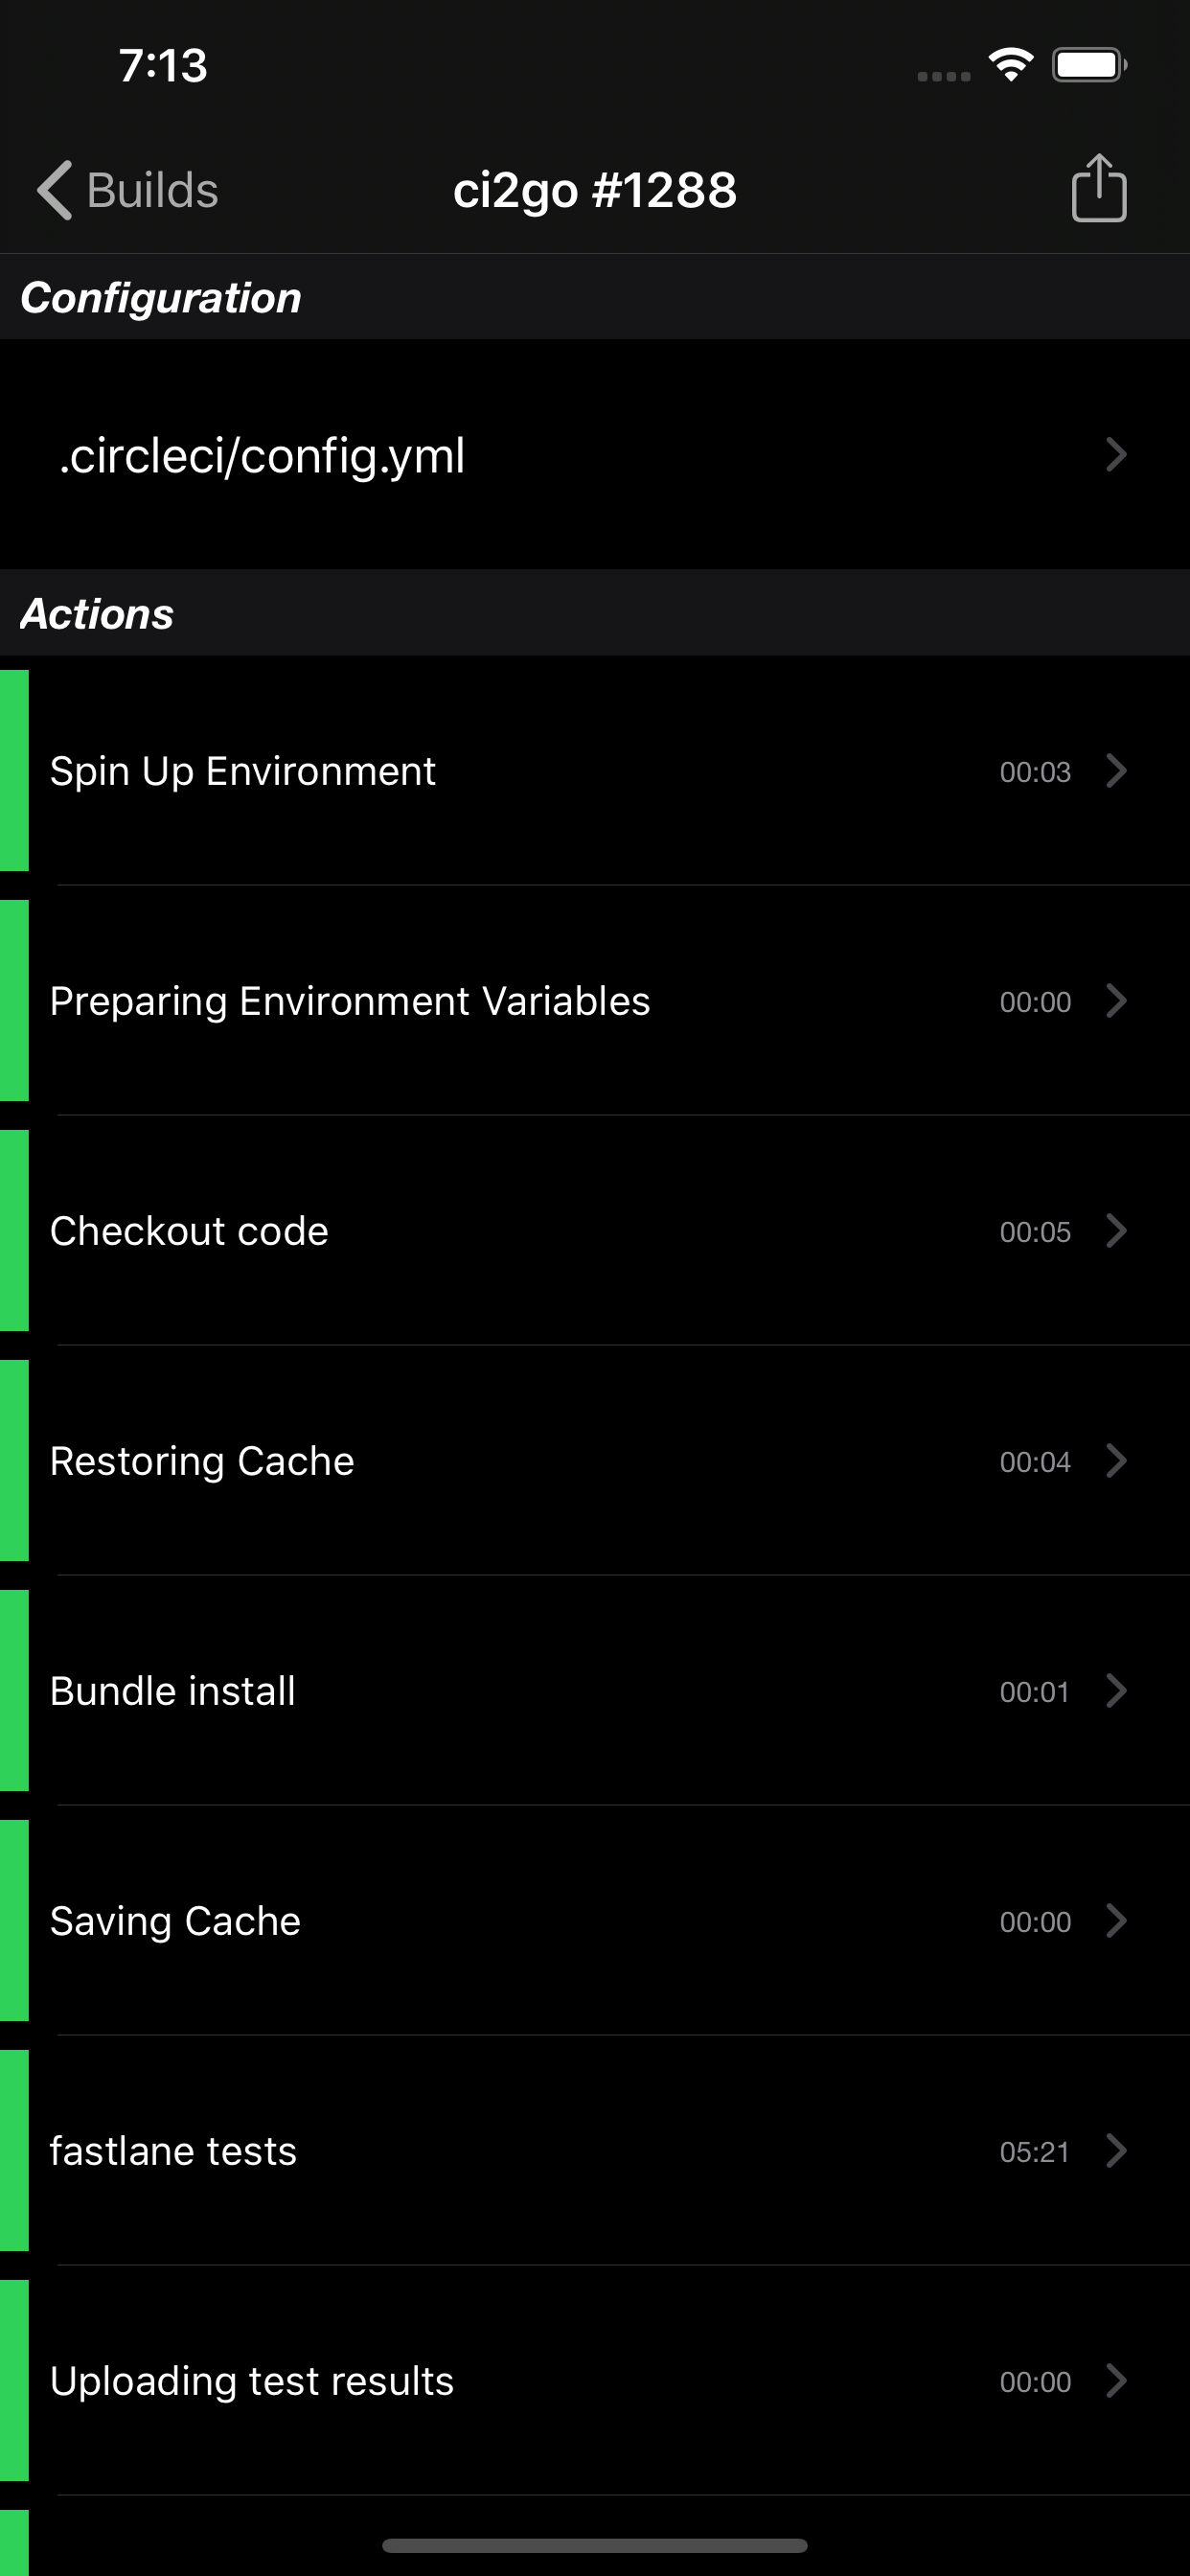 7:13
Builds
ci2go #1288
Configuration
.circleci/config.yml
Actions
Spin Up Environment 00:03
Preparing Environment Variables 00:00
Checkout code 00:05
Restoring Cache 00:04
Bundle install 00:01
Saving Cache 00:00
fastlane tests 05:21
Uploading test results 00:00